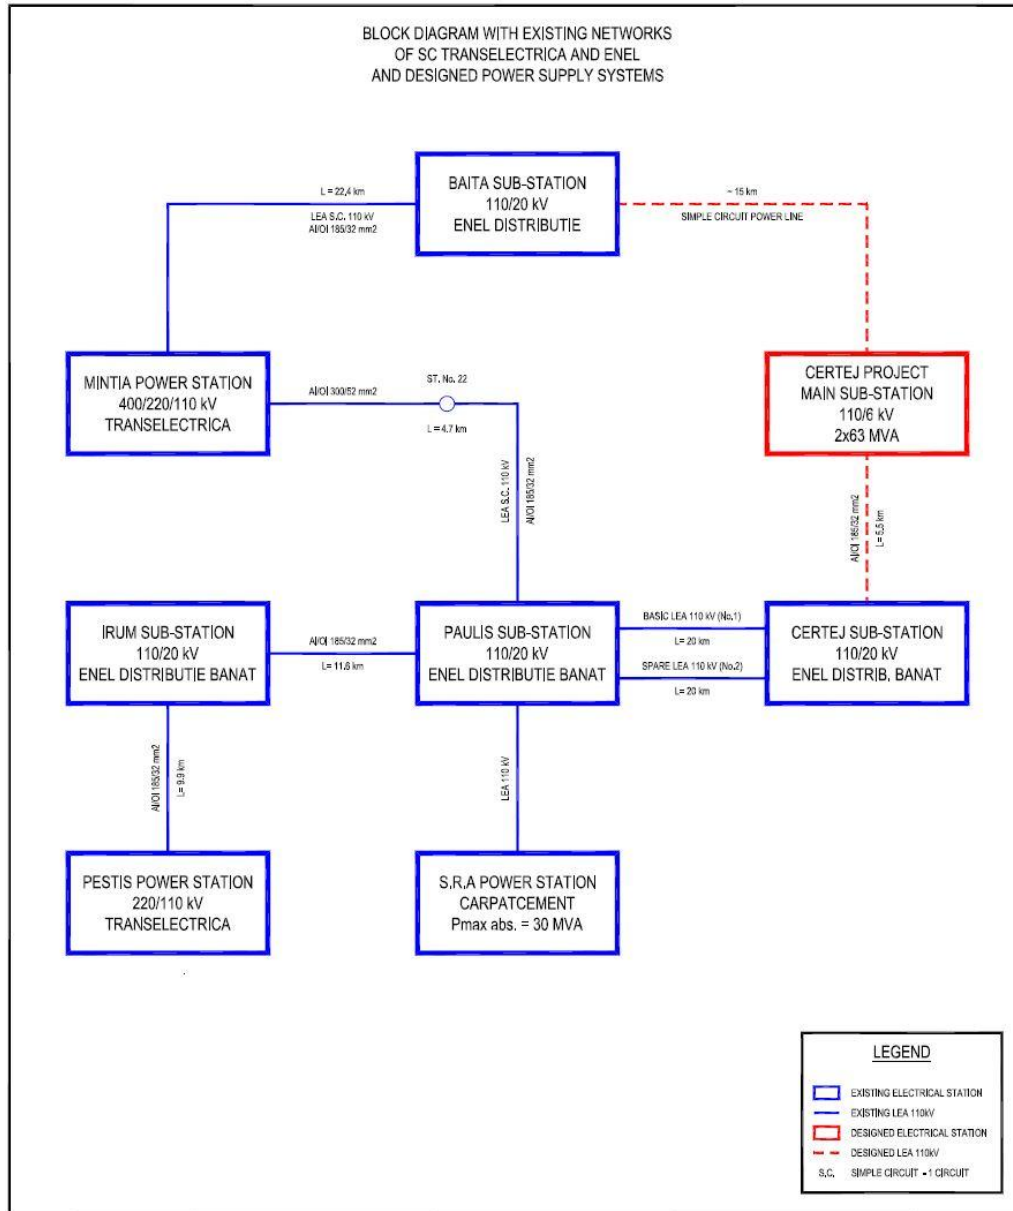 BLOCK DIAGRAM WITH EXISTING NETWORKS
OF SC TRANSELECTRICA AND ENEL
AND DESIGNED POWER SUPPLY SYSTEMS
L = 22,4 km
LEA S.C. 110 kV
Al/Ol 185/32 mm2
BAITA SUB-STATION
110/20 kV
ENEL DISTRIBUTIE
~ 15 km
SIMPLE CIRCUIT POWER LINE
MINTIA POWER STATION
400/220/110 kV
TRANSELECTRICA
Al/Ol 300/52 mm2
ST. No. 22
L = 4.7 km
LEA S.C. 110 kV
Al/Ol 185/32 mm2
CERTEJ PROJECT
MAIN SUB-STATION
110/6 kV
2x63 MVA
Al/Ol 185/32 mm2
L= 5.5 km
IRUM SUB-STATION
110/20 kV
ENEL DISTRIBUTIE BANAT
Al/Ol 185/32 mm2
L= 11.6 km
PAULIS SUB-STATION
110/20 kV
ENEL DISTRIBUTIE BANAT
BASIC LEA 110 kV (No.1)
L= 20 km
SPARE LEA 110 kV (No.2)
L= 20 km
CERTEJ SUB-STATION
110/20 kV
ENEL DISTRIB. BANAT
Al/Ol 185/32 mm2
L= 9.9 km
LEA 110 kV
PESTIS POWER STATION
220/110 kV
TRANSELECTRICA
S.R.A POWER STATION
CARPATCEMENT
Pmax abs. = 30 MVA
LEGEND
EXISTING ELECTRICAL STATION
EXISTING LEA 110kV
DESIGNED ELECTRICAL STATION
DESIGNED LEA 110kV
S.C. SIMPLE CIRCUIT - 1 CIRCUIT